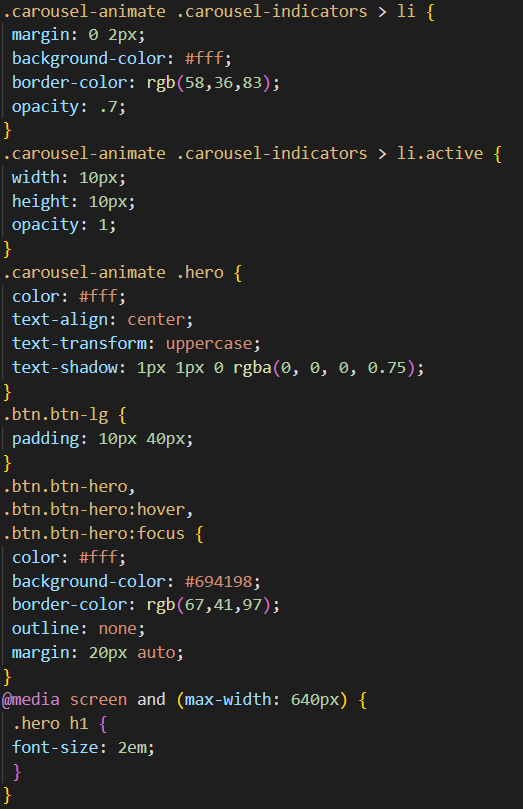 .carousel-animate .carousel-indicators > li {
margin: 0 2px;
background-color: #fff;
border-color: rgb(58,36,83);
opacity: .7;
}
.carousel-animate .carousel-indicators > li.active {
width: 10px;
height: 10px;
opacity: 1;
}
.carousel-animate .hero {
color: #fff;
text-align: center;
text-transform: uppercase;
text-shadow: 1px 1px 0 rgba(0, 0, 0, 0.75);
}
.btn.btn-lg {
padding: 10px 40px;
}
.btn.btn-hero,
.btn.btn-hero:hover,
.btn.btn-hero:focus {
color: #fff;
background-color: #694198;
border-color: rgb(67,41,97);
outline: none;
margin: 20px auto;
}
@media screen and (max-width: 640px) {
.hero h1 {
font-size: 2em;
}
}